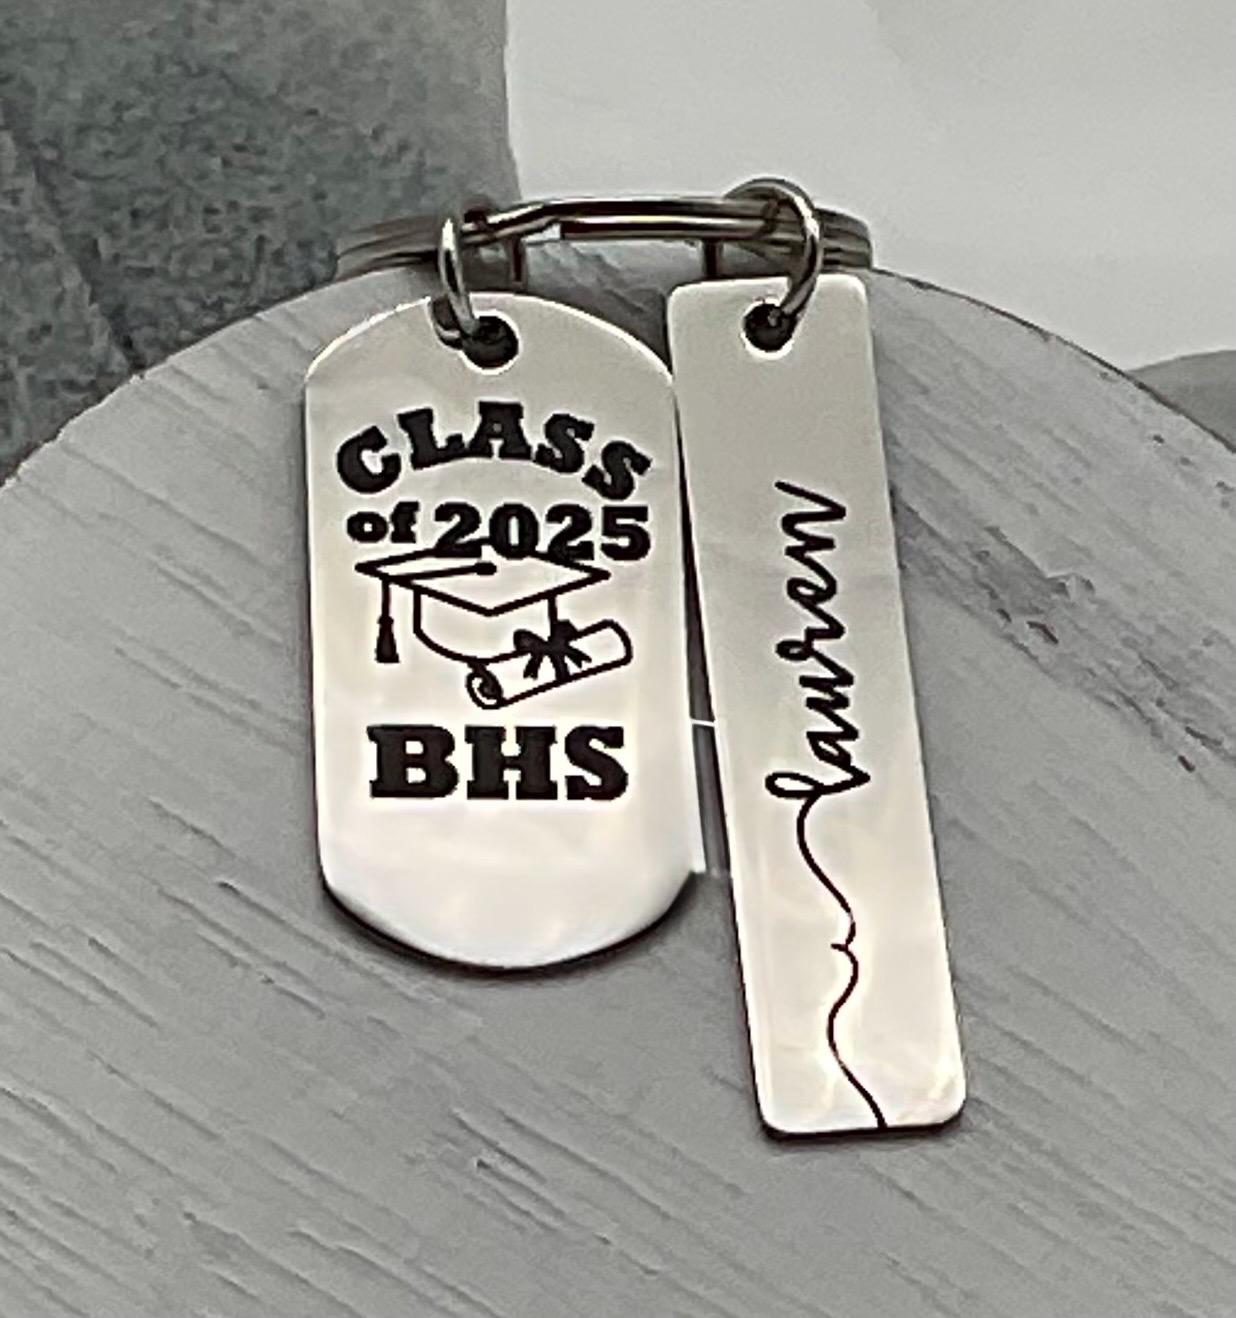 CLASS
of 2025
BHS
lauren